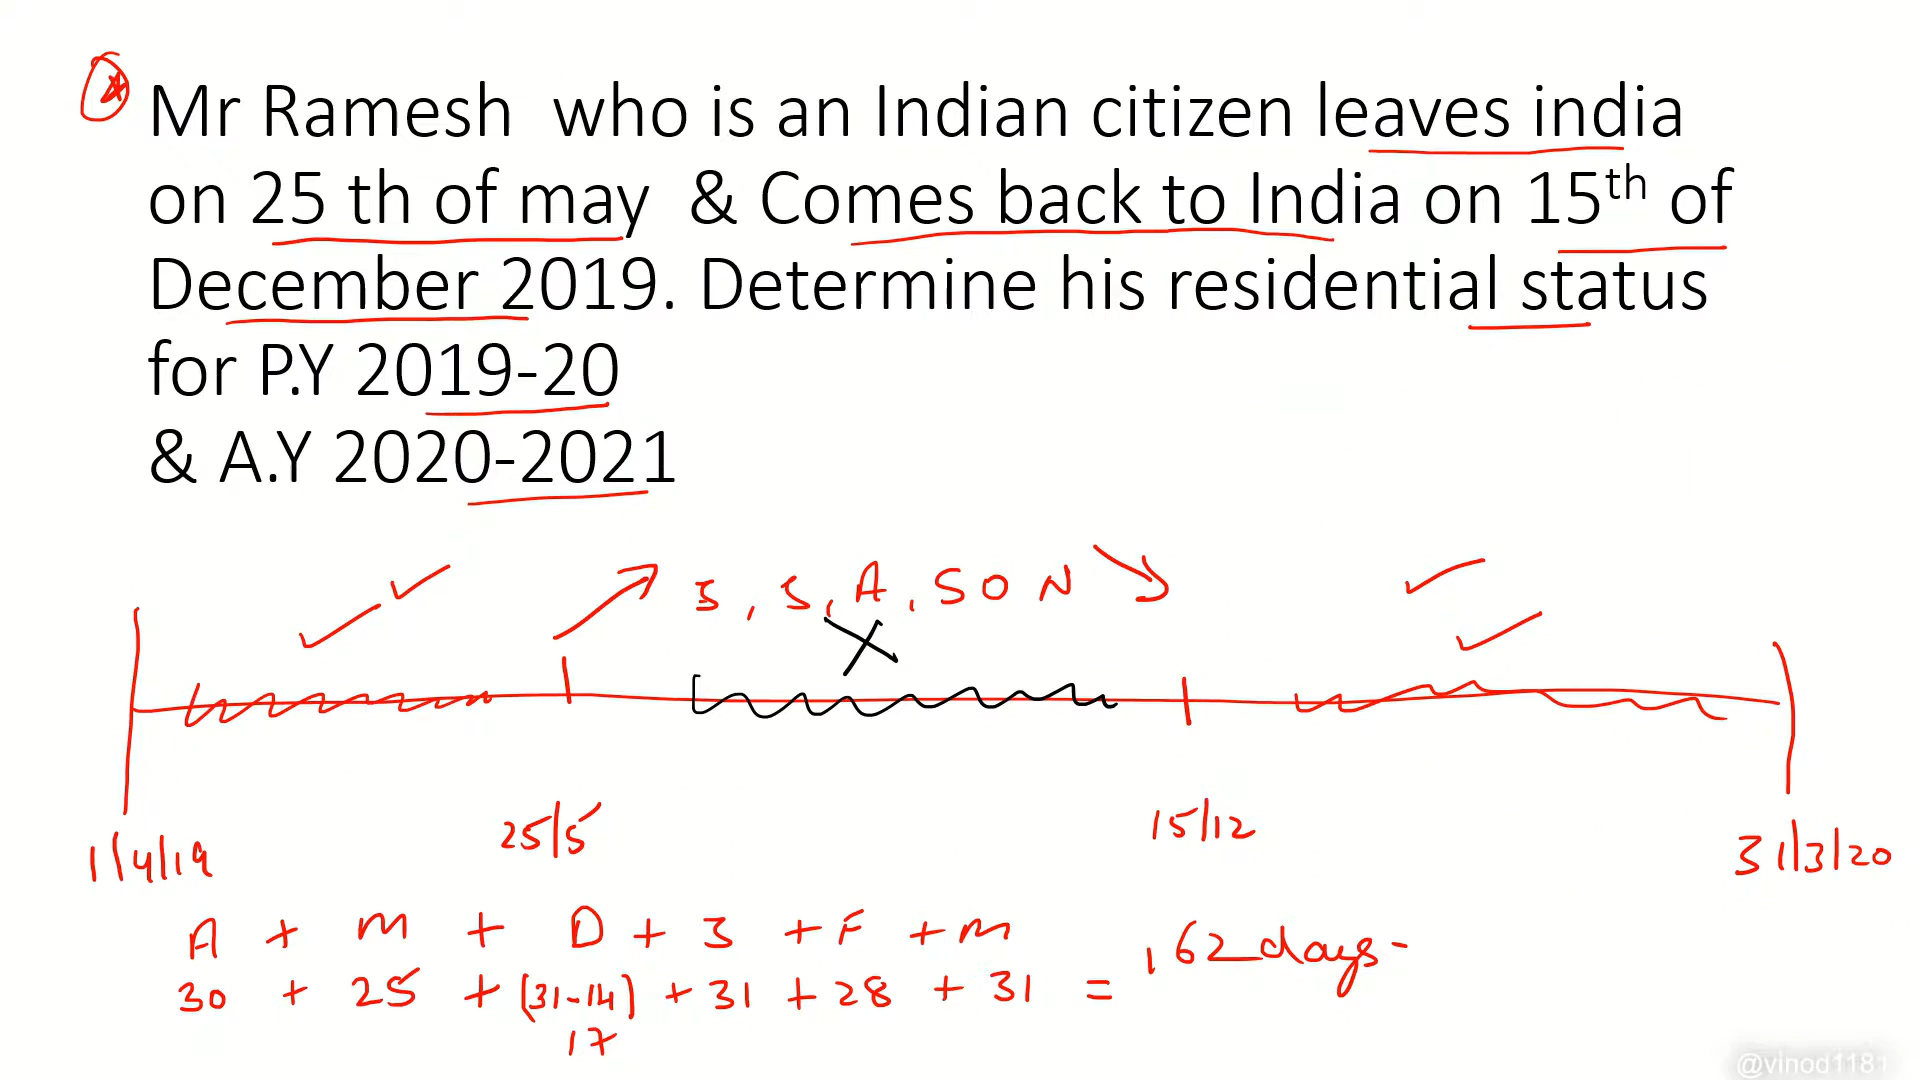 Mr Ramesh who is an Indian citizen leaves india
on 25 th of may & Comes back to India on 15th of
December 2019. Determine his residential status
for P.Y 2019-20
& A.Y 2020-2021
J, J, A, S O N
25/5
15/12
1/4/19
31/3/20
A + M + D + J + F + M
30 + 25 + (31-14) + 31 + 28 + 31 = 162 days-
17
@vinod1181